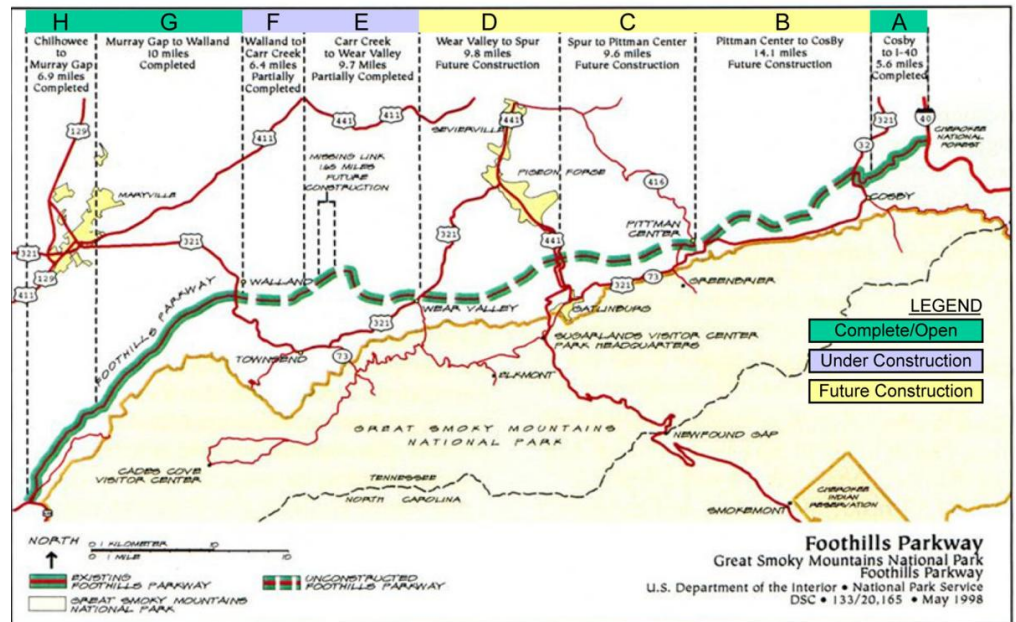 H G F E D C B A
Chilhowee
to
Murray Gap
6.9 miles
Completed
Murray Gap to Walland
10 miles
Completed
Walland to
Carr Creek
6.4 miles
Partially
Completed
Carr Creek
to Wear Valley
9.7 Miles
Partially Completed
Wear Valley to Spur
9.8 miles
Future Construction
Spur to Pittman Center
9.6 miles
Future Construction
Pittman Center to CosBy
14.1 miles
Future Construction
Cosby
to I-40
5.6 miles
Completed
129
411
441
411
SEVIERVILLE
441
321
40
32
CHEROKEE
NATIONAL
FOREST
MISSING LINK
1.65 MILES
FUTURE
CONSTRUCTION
PIGEON FORGE
416
MARYVILLE
COSBY
PITTMAN
CENTER
321
321
129
411
321
441
321
73
GREENBRIER
WALLAND
WEAR VALLEY
GATLINBURG
FOOTHILLS PARKWAY
321
SUGARLANDS VISITOR CENTER
PARK HEADQUARTERS
TOWNSEND
73
ELKMONT
LEGEND
Complete/Open
Under Construction
Future Construction
GREAT SMOKY MOUNTAINS
NATIONAL PARK
NEWFOUND GAP
CADES COVE
VISITOR CENTER
TENNESSEE
NORTH CAROLINA
CHEROKEE
INDIAN
RESERVATION
SMOKEMONT
NORTH
0 1 KILOMETER 10
0 1 MILE 10
EXISTING
FOOTHILLS PARKWAY
UNCONSTRUCTED
FOOTHILLS PARKWAY
GREAT SMOKY MOUNTAINS
NATIONAL PARK
Foothills Parkway
Great Smoky Mountains National Park
Foothills Parkway
U.S. Department of the Interior • National Park Service
DSC • 133/20,165 • May 1998